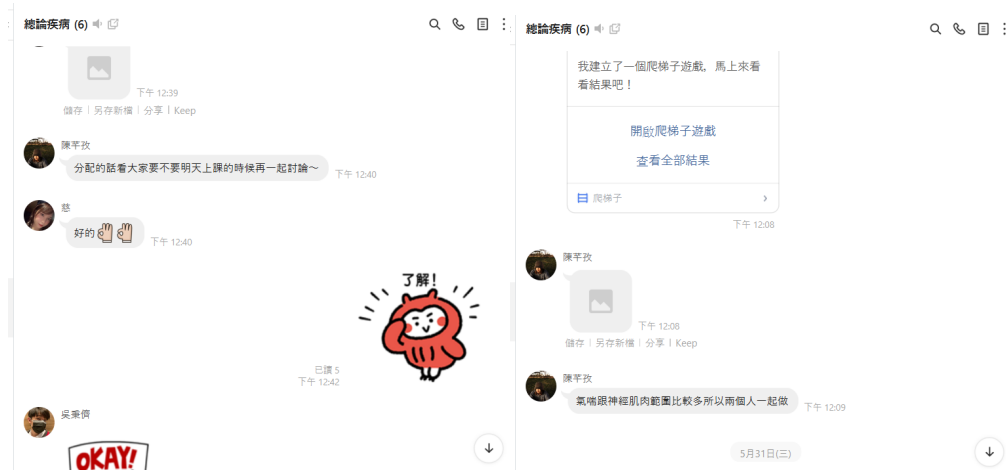 總論疾病 (6)
下午 12:39
儲存 | 另存新檔 | 分享 | Keep
陳芊孜
分配的話看大家要不要明天上課的時候再一起討論～
下午 12:40
慈
好的
下午 12:40
了解!
已讀 5
下午 12:42
吳秉儕
OKAY!
總論疾病 (6)
我建立了一個爬梯子遊戲，馬上來看
看結果吧！
開啟爬梯子遊戲
查看全部結果
爬梯子
下午 12:08
陳芊孜
下午 12:08
儲存 | 另存新檔 | 分享 | Keep
陳芊孜
氣喘跟神經肌肉範圍比較多所以兩個人一起做
下午 12:09
5月31日(三)